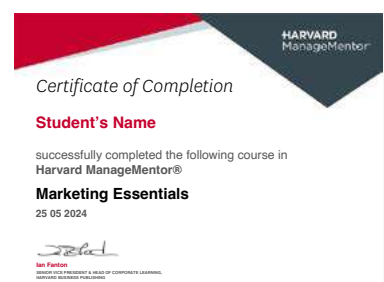 HARVARD
ManageMentor®
Certificate of Completion
Student's Name
successfully completed the following course in
Harvard ManageMentor®
Marketing Essentials
25 05 2024
Ian Fanton
SENIOR VICE PRESIDENT & HEAD OF CORPORATE LEARNING,
HARVARD BUSINESS PUBLISHING